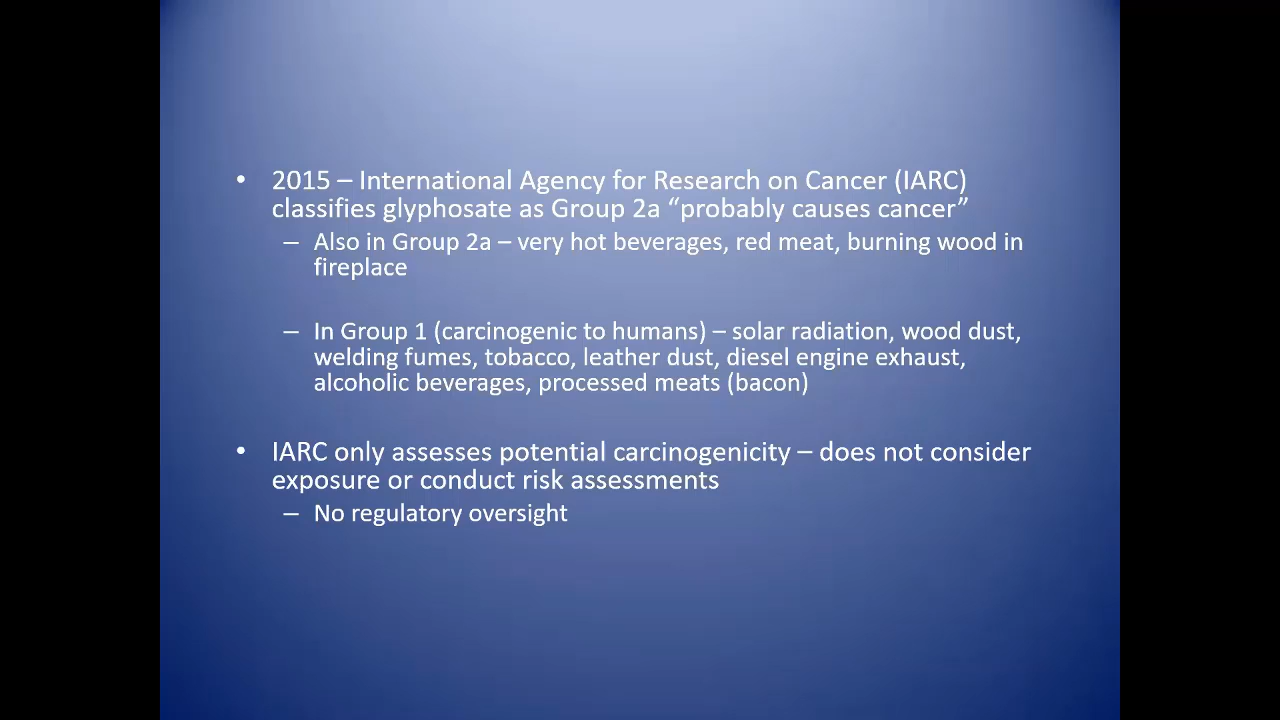 • 2015 – International Agency for Research on Cancer (IARC)
classifies glyphosate as Group 2a “probably causes cancer”
– Also in Group 2a – very hot beverages, red meat, burning wood in
fireplace
– In Group 1 (carcinogenic to humans) – solar radiation, wood dust,
welding fumes, tobacco, leather dust, diesel engine exhaust,
alcoholic beverages, processed meats (bacon)
• IARC only assesses potential carcinogenicity – does not consider
exposure or conduct risk assessments
– No regulatory oversight